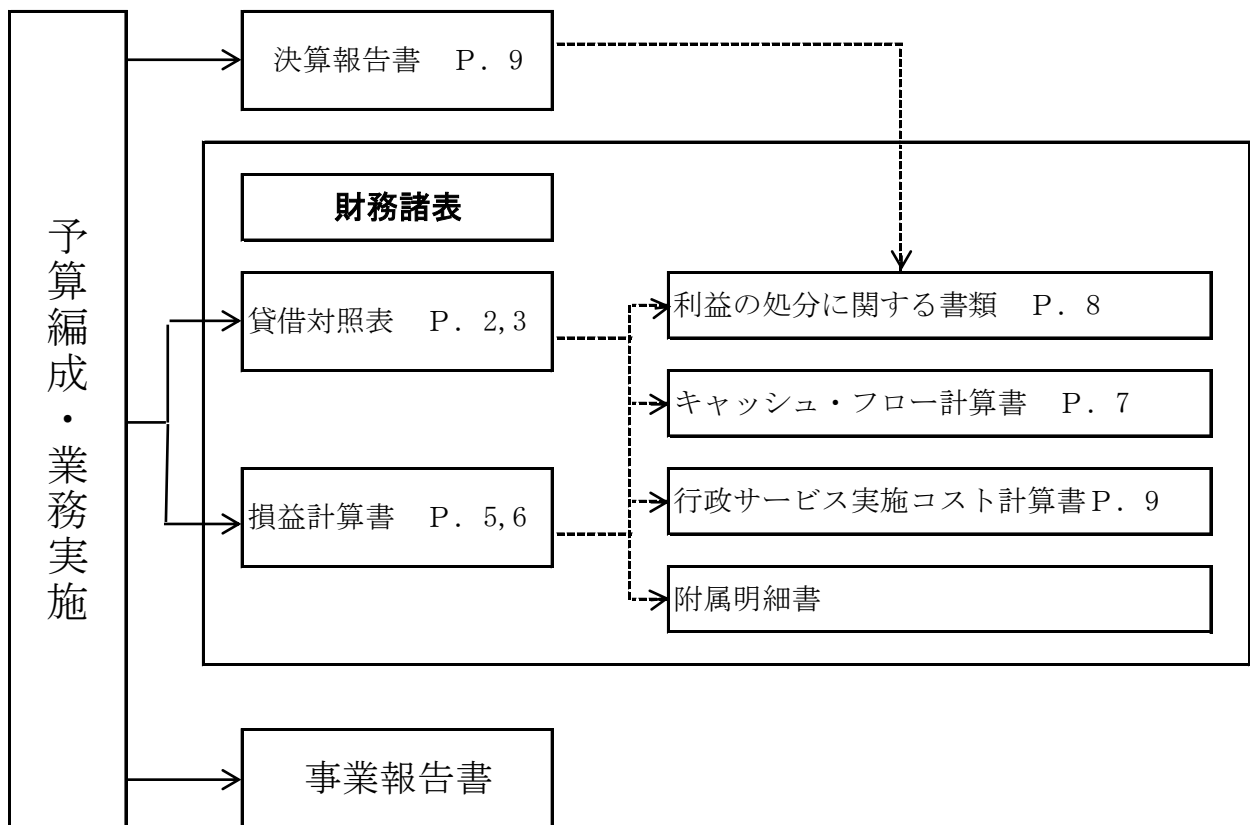 予算編成・業務実施
決算報告書　Ｐ．9
財務諸表
貸借対照表　Ｐ．2,3
損益計算書　Ｐ．5,6
利益の処分に関する書類　Ｐ．8
キャッシュ・フロー計算書　Ｐ．7
行政サービス実施コスト計算書Ｐ．9
附属明細書
事業報告書